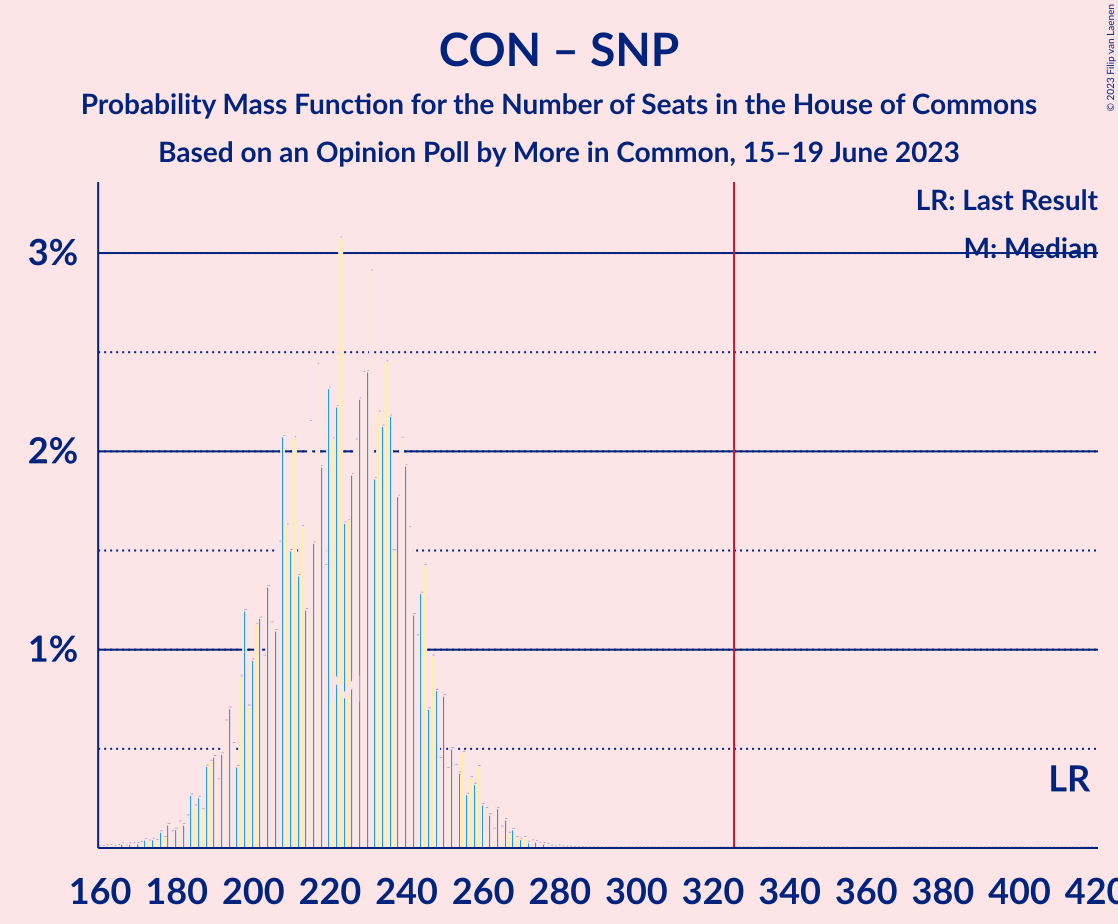 CON – SNP
Probability Mass Function for the Number of Seats in the House of Commons
Based on an Opinion Poll by More in Common, 15–19 June 2023
© 2023 Filip van Laenen
LR: Last Result
M: Median
3%
2%
1%
M
LR
160 180 200 220 240 260 280 300 320 340 360 380 400 420